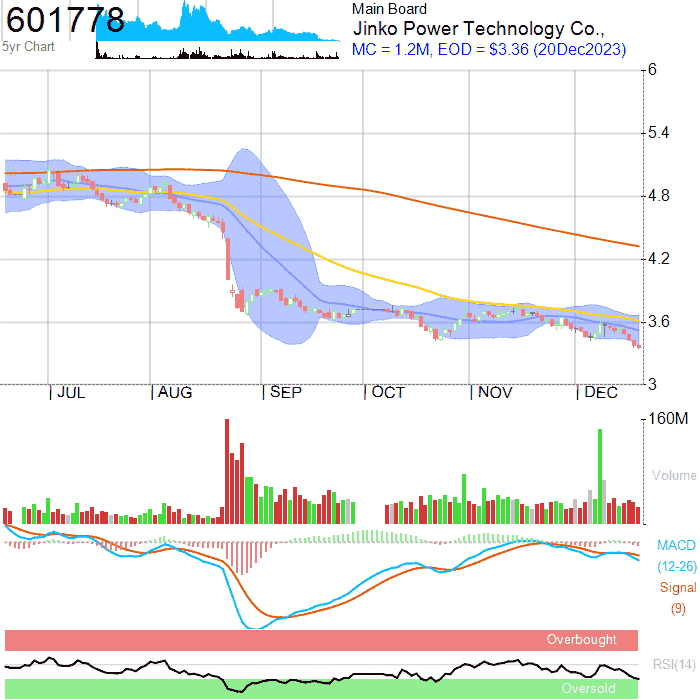 601778
5yr Chart
Main Board
Jinko Power Technology Co.,
MC = 1.2M, EOD = $3.36 (20Dec2023)
6
5.4
4.8
4.2
3.6
3
JUL AUG SEP OCT NOV DEC
160M
Volume
MACD
(12-26)
Signal
(9)
Overbought
RSI(14)
Oversold